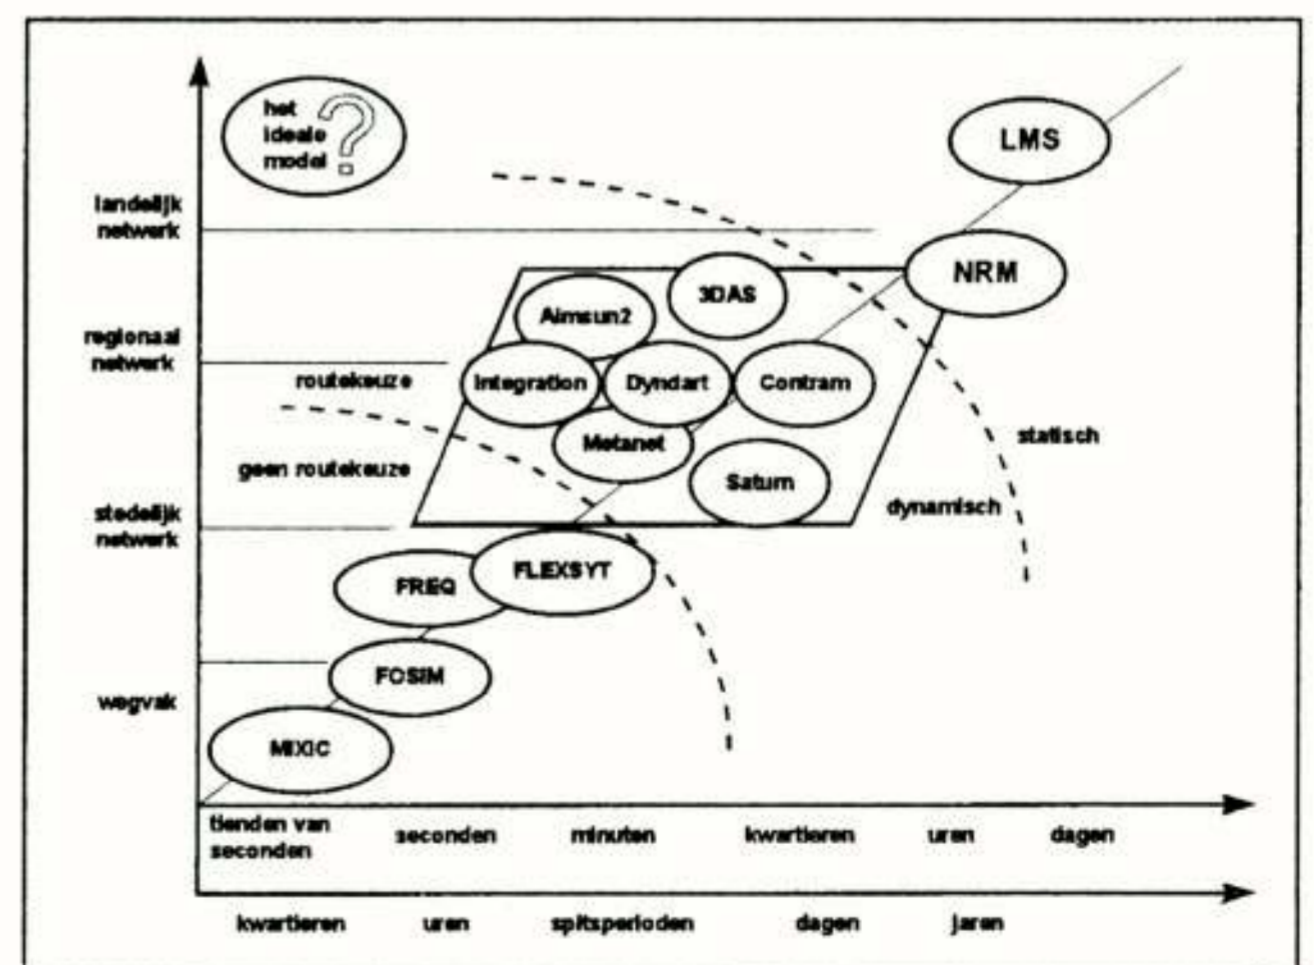 het
ideale
model
?
LMS
landelijk
netwerk
NRM
3DAS
Aimsun2
regionaal
netwerk
routekeuze
Integration
Dyndart
Contram
statisch
Metanet
geen routekeuze
Saturn
dynamisch
stedelijk
netwerk
FLEXSYT
FREQ
FOSIM
wegvak
MIXIC
tienden van
seconden
seconden
minuten
kwartieren
uren
dagen
kwartieren
uren
spitsperioden
dagen
jaren